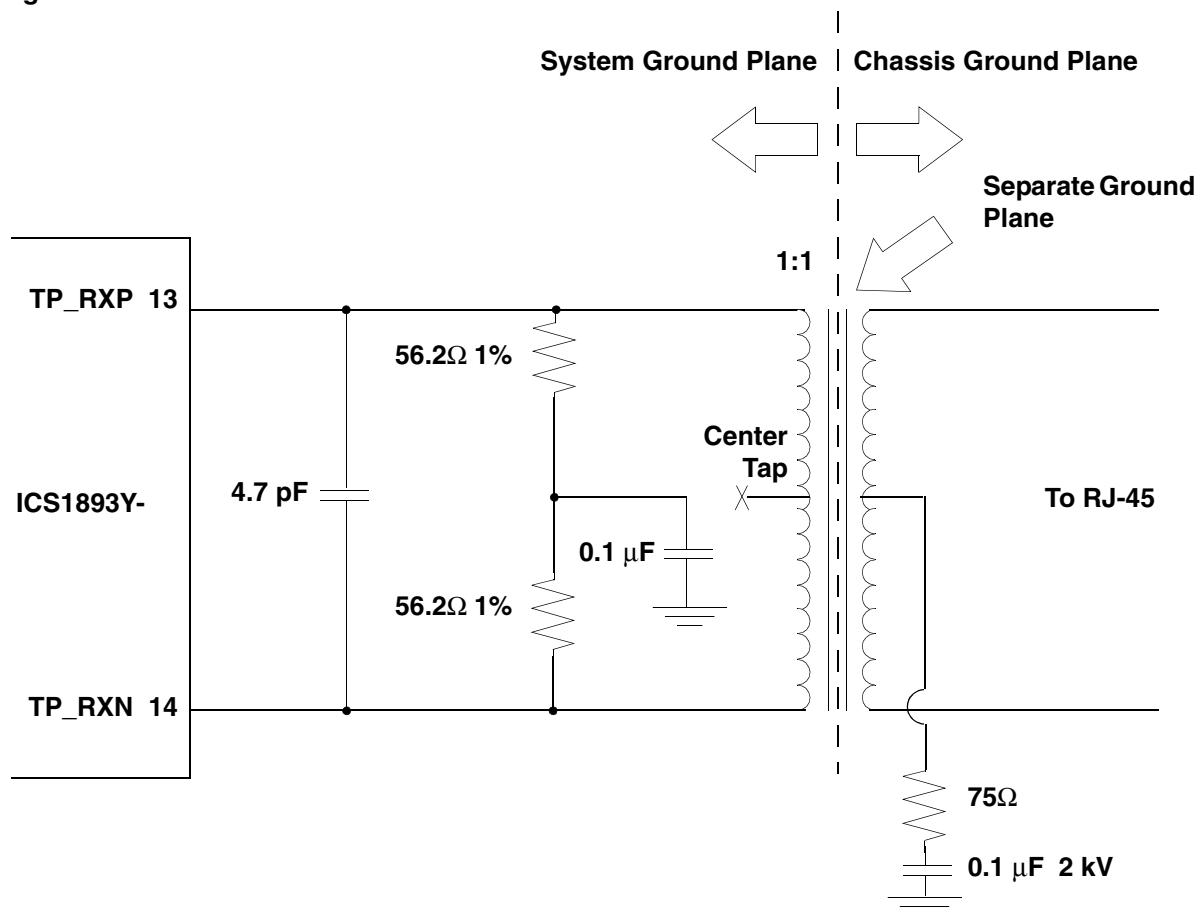 System Ground Plane
Chassis Ground Plane
Separate Ground
Plane
1:1
TP_RXP 13
56.2Ω 1%
Center
Tap
4.7 pF
ICS1893Y-
To RJ-45
0.1 μF
56.2Ω 1%
TP_RXN 14
75Ω
0.1 μF 2 kV